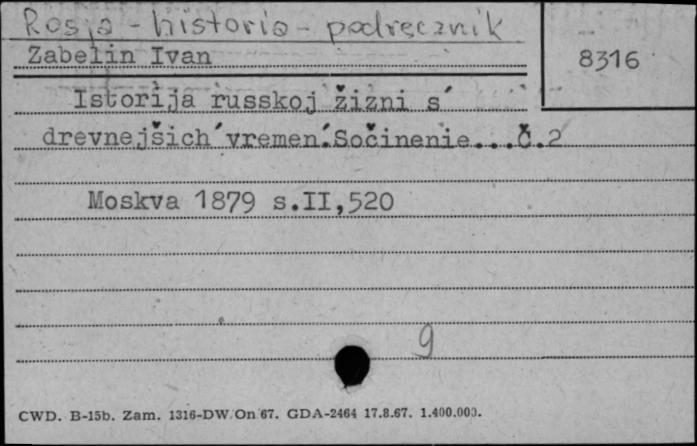 Rosja - historia - podręcznik
Zabelin Ivan
8316
Istorija russkoj žizni s´
drevnejšich´vremen´.Sočinenie...č.2
Moskva 1879 s.II,520
9
CWD. B-15b. Zam. 1316-DW/On/67. GDA-2464 17.8.67. 1.400.000.